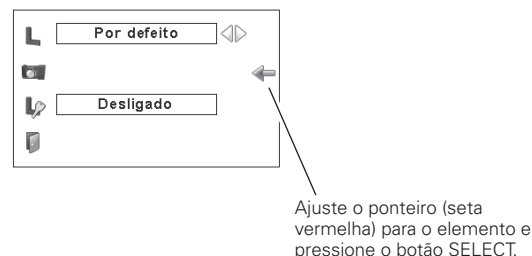 Por defeito
Desligado
Ajuste o ponteiro (seta
vermelha) para o elemento e
pressione o botão SELECT.